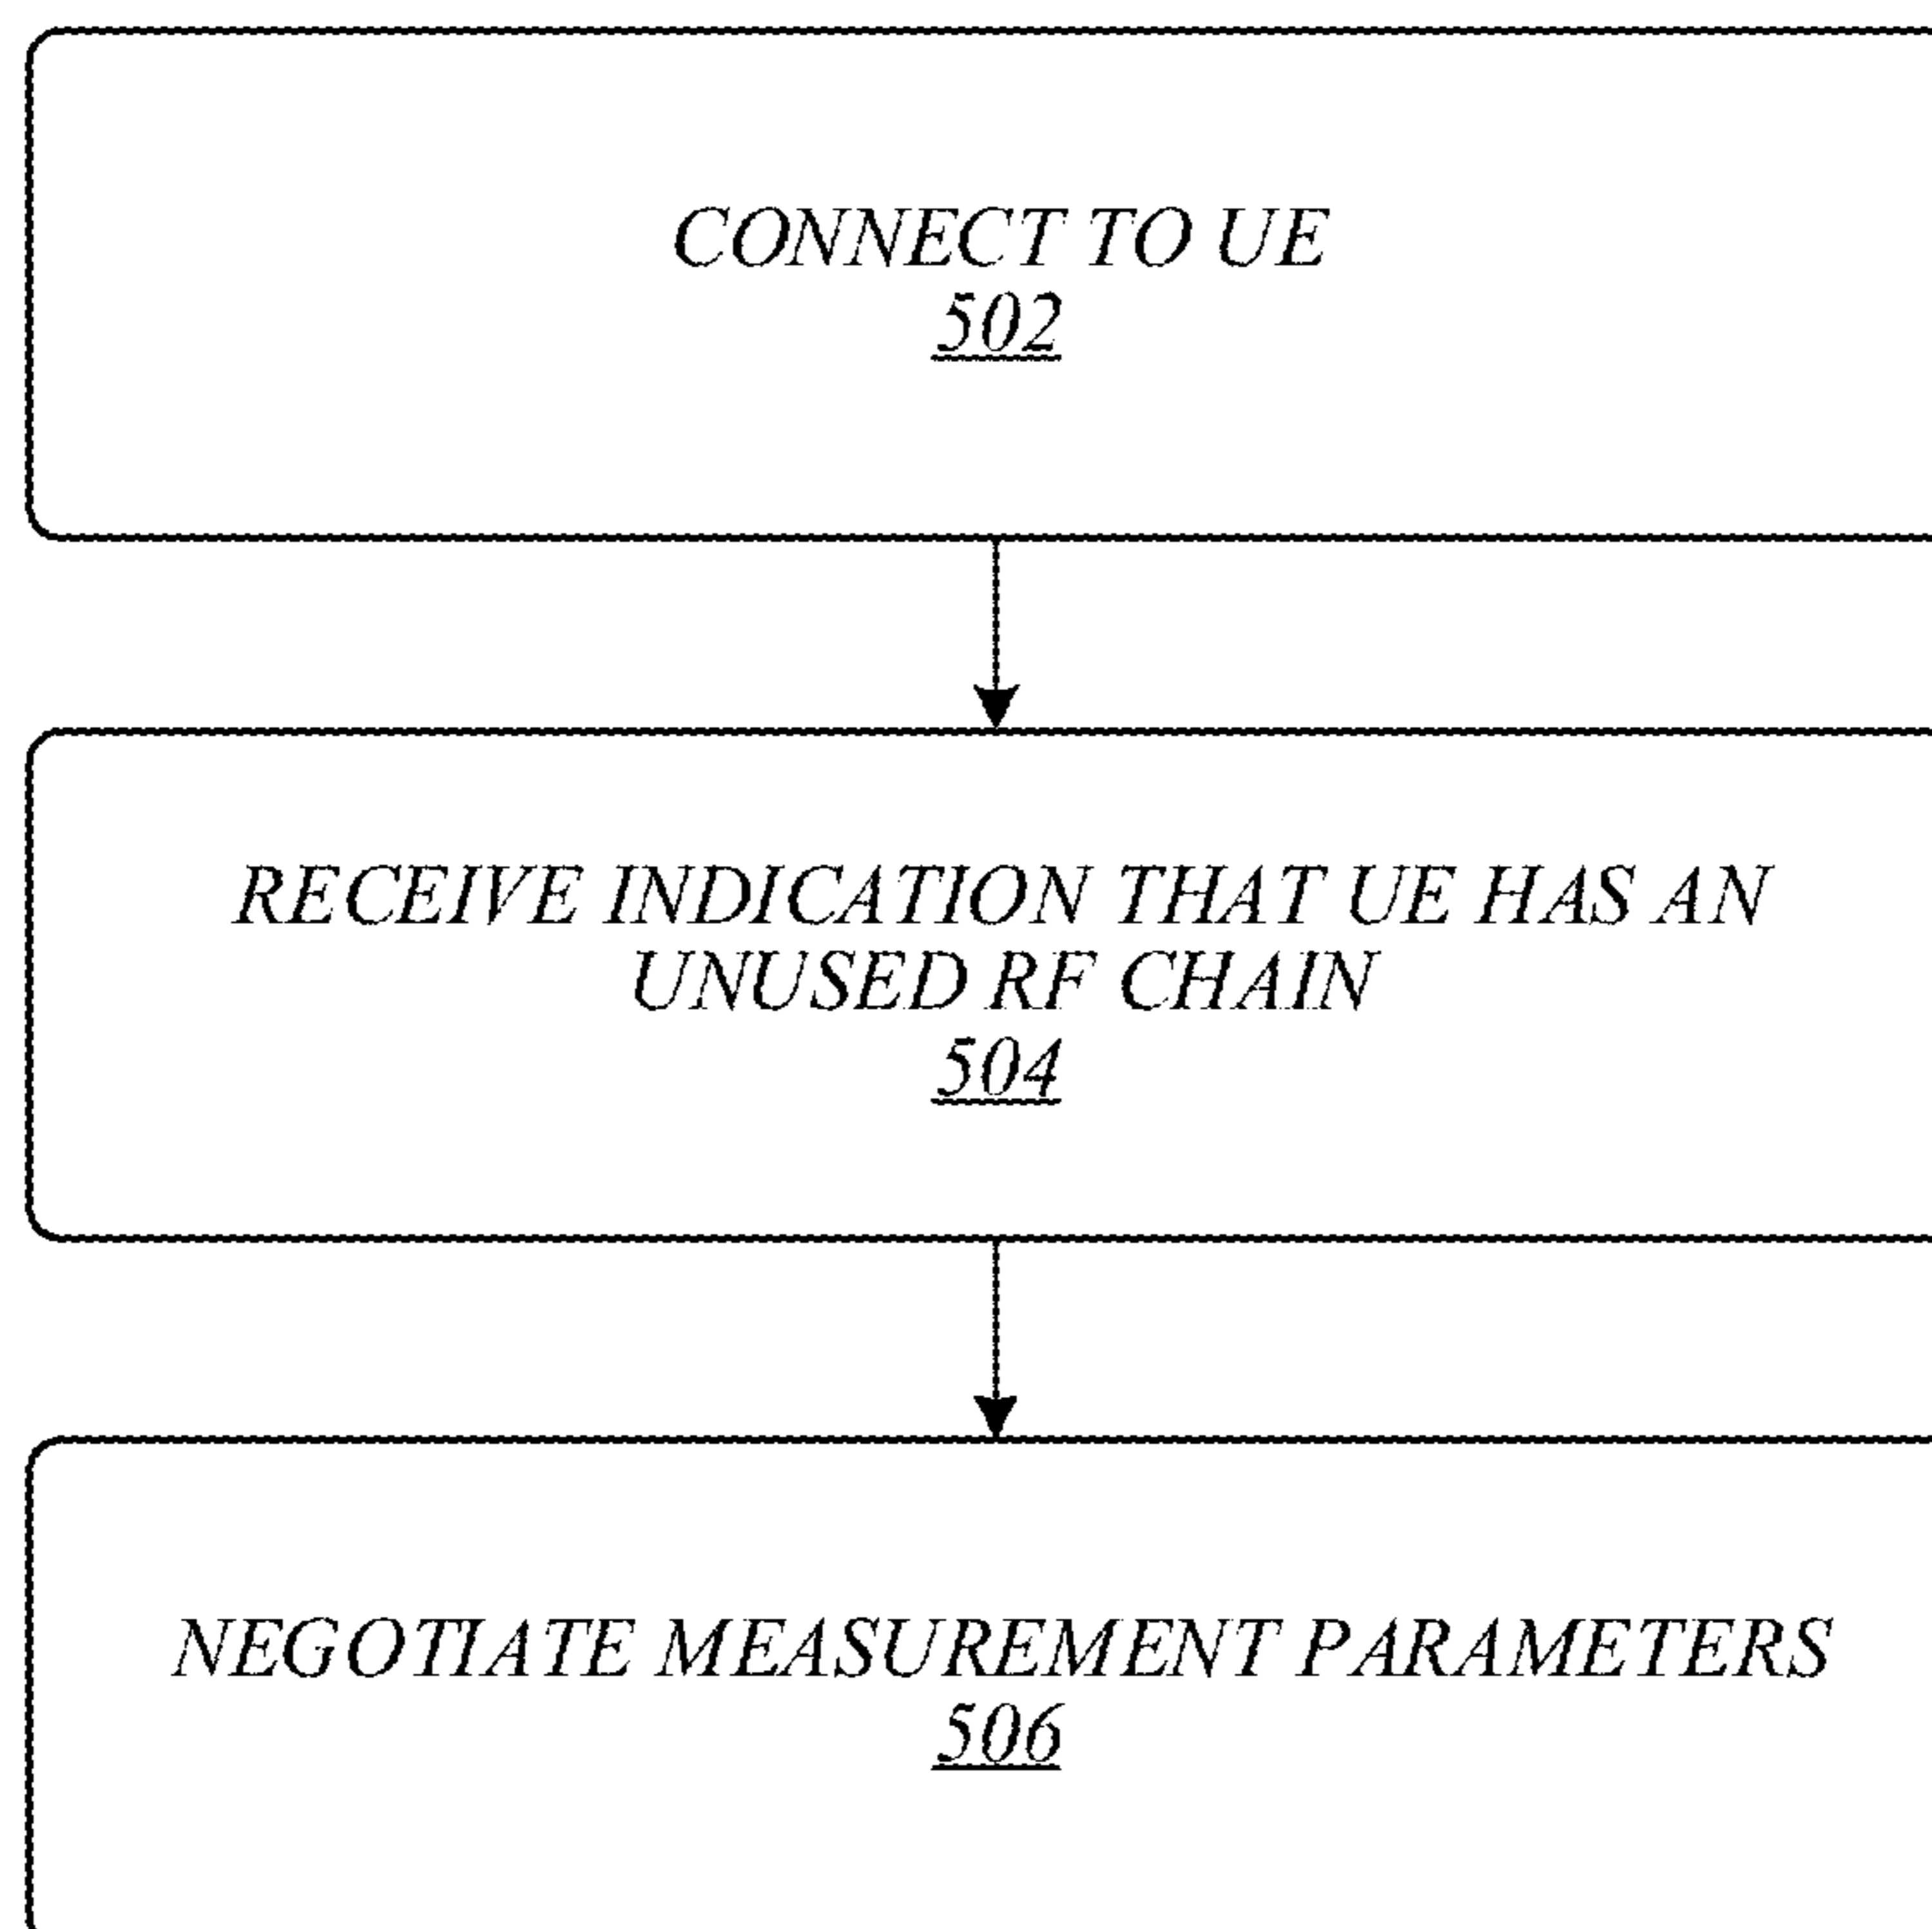 CONNECT TO UE
502
RECEIVE INDICATION THAT UE HAS AN
UNUSED RF CHAIN
504
NEGOTIATE MEASUREMENT PARAMETERS
506